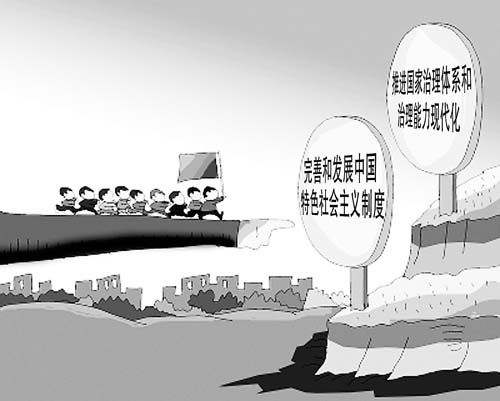 完善和发展中国
特色社会主义制度
推进国家治理体系和
治理能力现代化